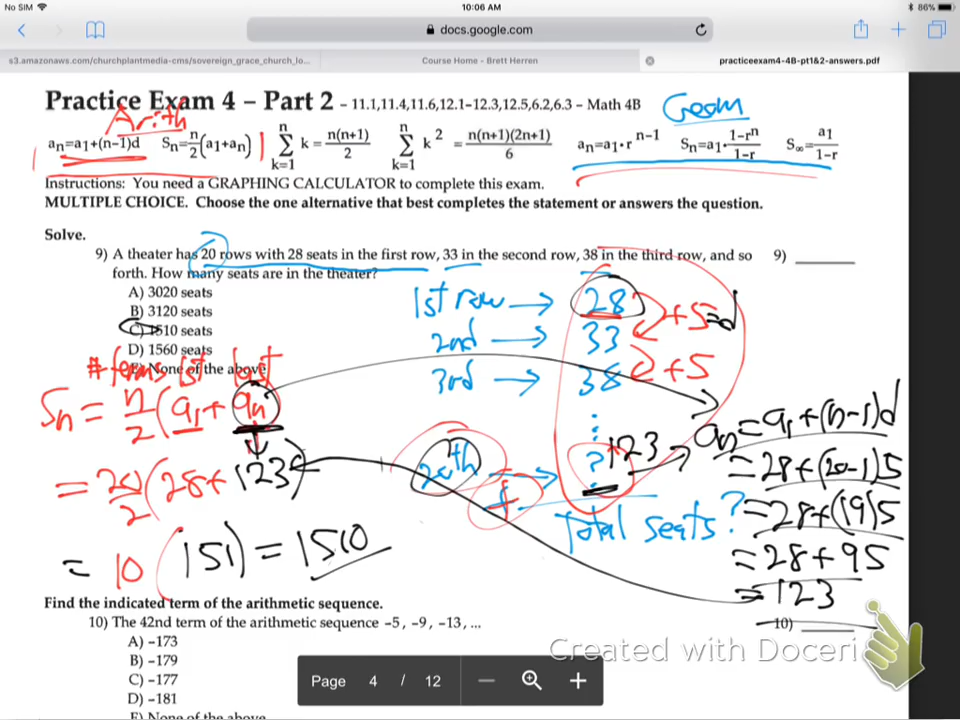 No SIM 10:06 AM 86%
docs.google.com
s3.amazonaws.com/churchplantmedia-cms/sovereign_grace_church_lo... Course Home - Brett Herren practiceexam4-4B-pt1&2-answers.pdf
Practice Exam 4 – Part 2 - 11.1,11.4,11.6,12.1–12.3,12.5,6.2,6.3 – Math 4B
Arith Geom
an=a1+(n–1)d Sn=n/2(a1+an) | n∑k=1 k = n(n+1)/2 n∑k=1 k² = n(n+1)(2n+1)/6 an=a1·r n–1 Sn=a1·1–rⁿ/1–r S∞=a1/1–r
Instructions: You need a GRAPHING CALCULATOR to complete this exam.
MULTIPLE CHOICE. Choose the one alternative that best completes the statement or answers the question.
Solve.
9) A theater has 20 rows with 28 seats in the first row, 33 in the second row, 38 in the third row, and so 9)
forth. How many seats are in the theater?
A) 3020 seats
B) 3120 seats
C) 1510 seats
D) 1560 seats
E) None of the above
1st row → 28
+5=d
2nd → 33
3rd → 38 +5
20th → ? 123
Total seats?
# terms 1st last
Sn = n/2 (a1 + an)
= 20/2 (28 + 123)
= 10 (151) = 1510
an = a1 + (n-1)d
= 28 + (20-1)5
= 28 + (19)5
= 28 + 95
= 123
Find the indicated term of the arithmetic sequence.
10) The 42nd term of the arithmetic sequence –5, –9, –13, ... 10)
A) –173
B) –179
C) –177
D) –181
E) None of the above
Created with Doceri
Page 4 / 12